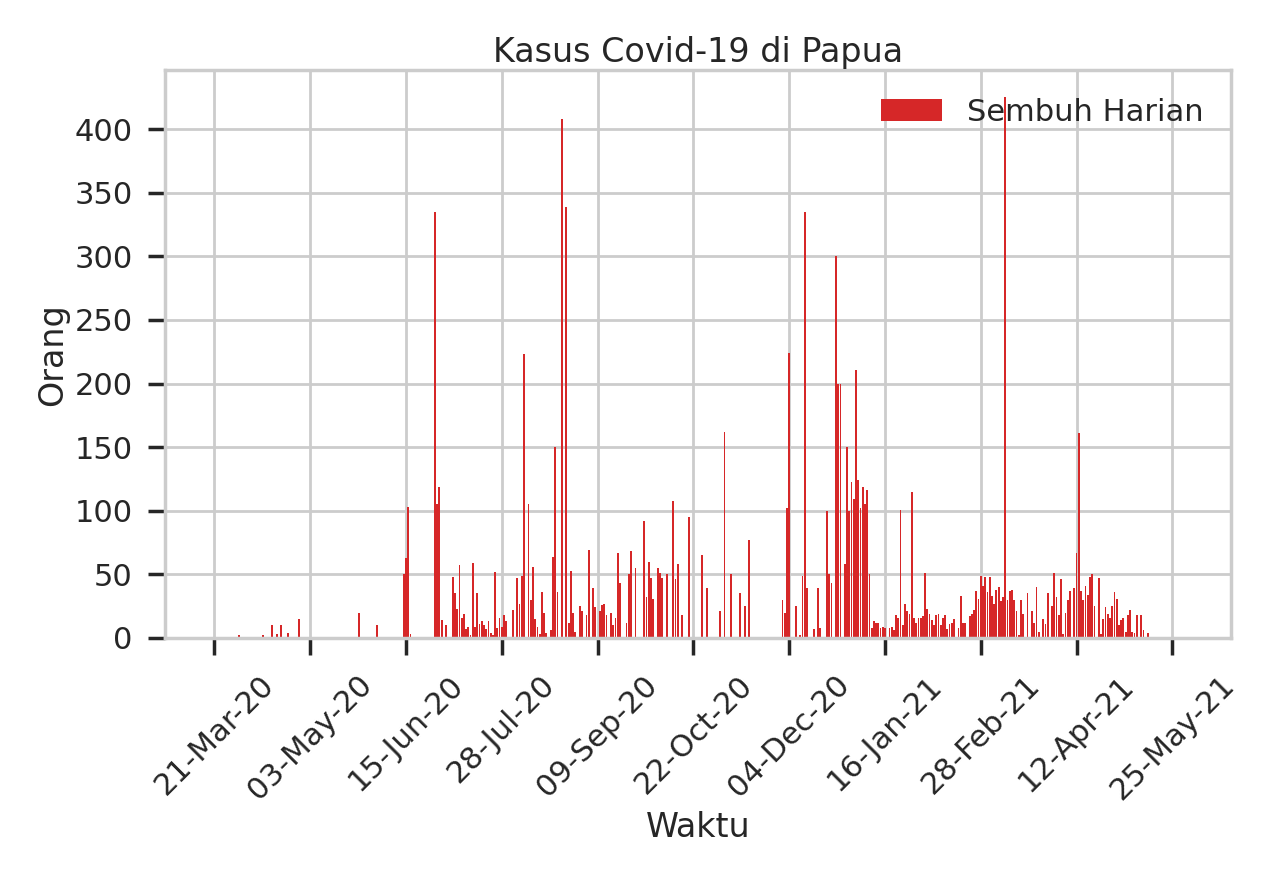 Kasus Covid-19 di Papua
Sembuh Harian
Orang
400
350
300
250
200
150
100
50
0
21-Mar-20
03-May-20
15-Jun-20
28-Jul-20
09-Sep-20
22-Oct-20
04-Dec-20
16-Jan-21
28-Feb-21
12-Apr-21
25-May-21
Waktu